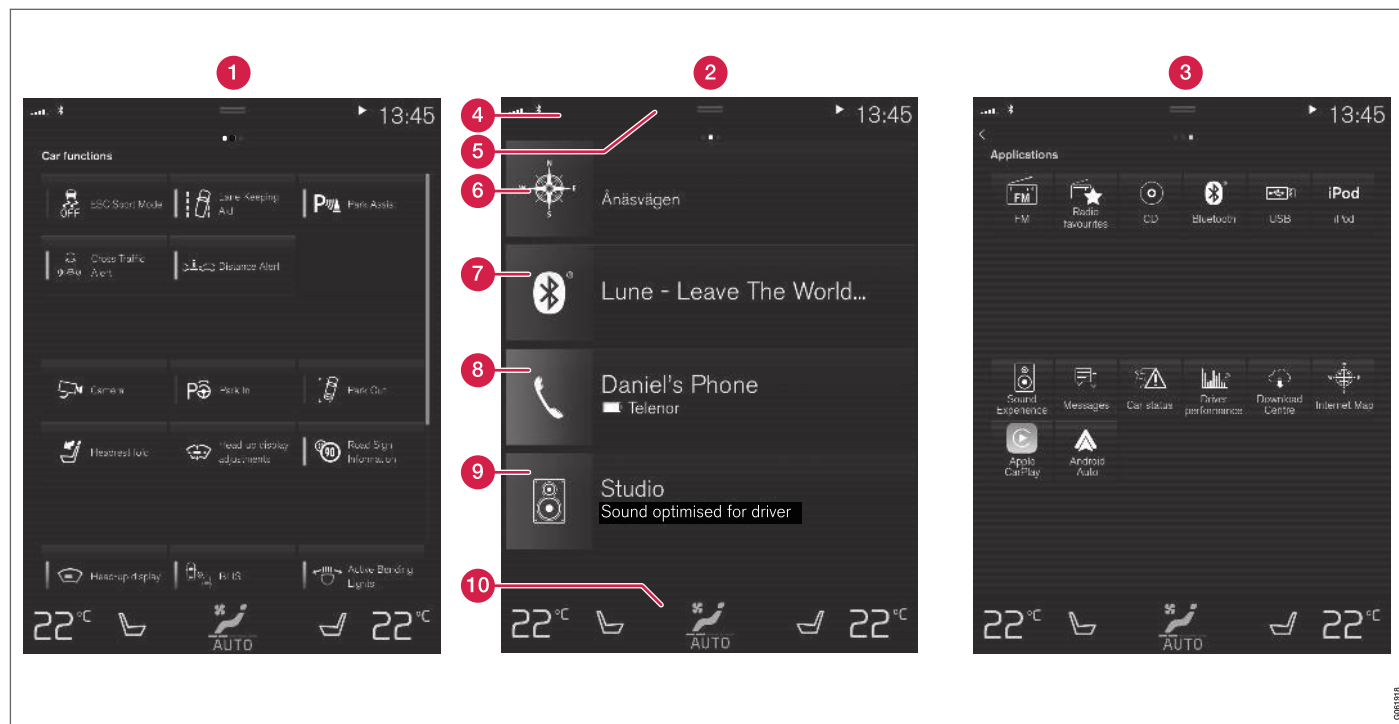 1
2
3
13:45
Car functions
ESC Sport Mode
OFF
Lane Keeping
Aid
P
Park Assist
Cross Traffic
Alert
Distance Alert
Camera
P
Park In
Park Out
Headrest fold
Head-up display
adjustments
90
Road Sign
Information
Head-up display
BLIS
Active Bending
Lights
22°C
AUTO
22°C
4
5
6
7
8
9
10
13:45
N
W
E
S
Ånäsvägen
Lune - Leave The World...
Daniel's Phone
Telenor
Studio
Sound optimised for driver
22°C
AUTO
22°C
13:45
Applications
FM
FM
Radio
favourites
CD
Bluetooth
USB
iPod
iPod
Sound
Experience
Messages
Car status
Driver
performance
Download
Centre
Internet Map
Apple
CarPlay
Android
Auto
22°C
AUTO
22°C